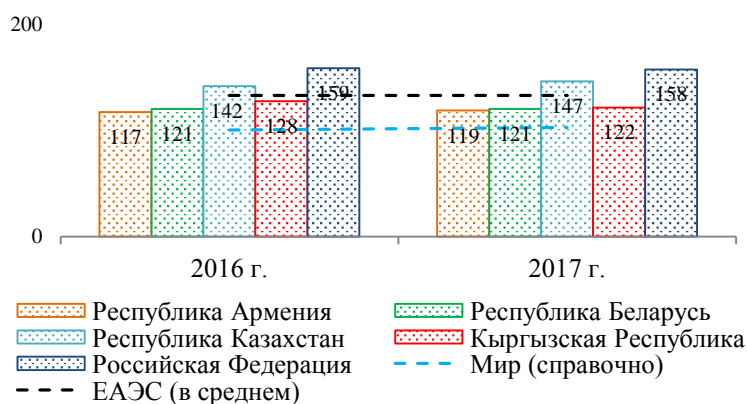 200
117 121 142 128 159 119 121 147 122 158
0
2016 г. 2017 г.
Республика Армения Республика Беларусь
Республика Казахстан Кыргызская Республика
Российская Федерация Мир (справочно)
ЕАЭС (в среднем)